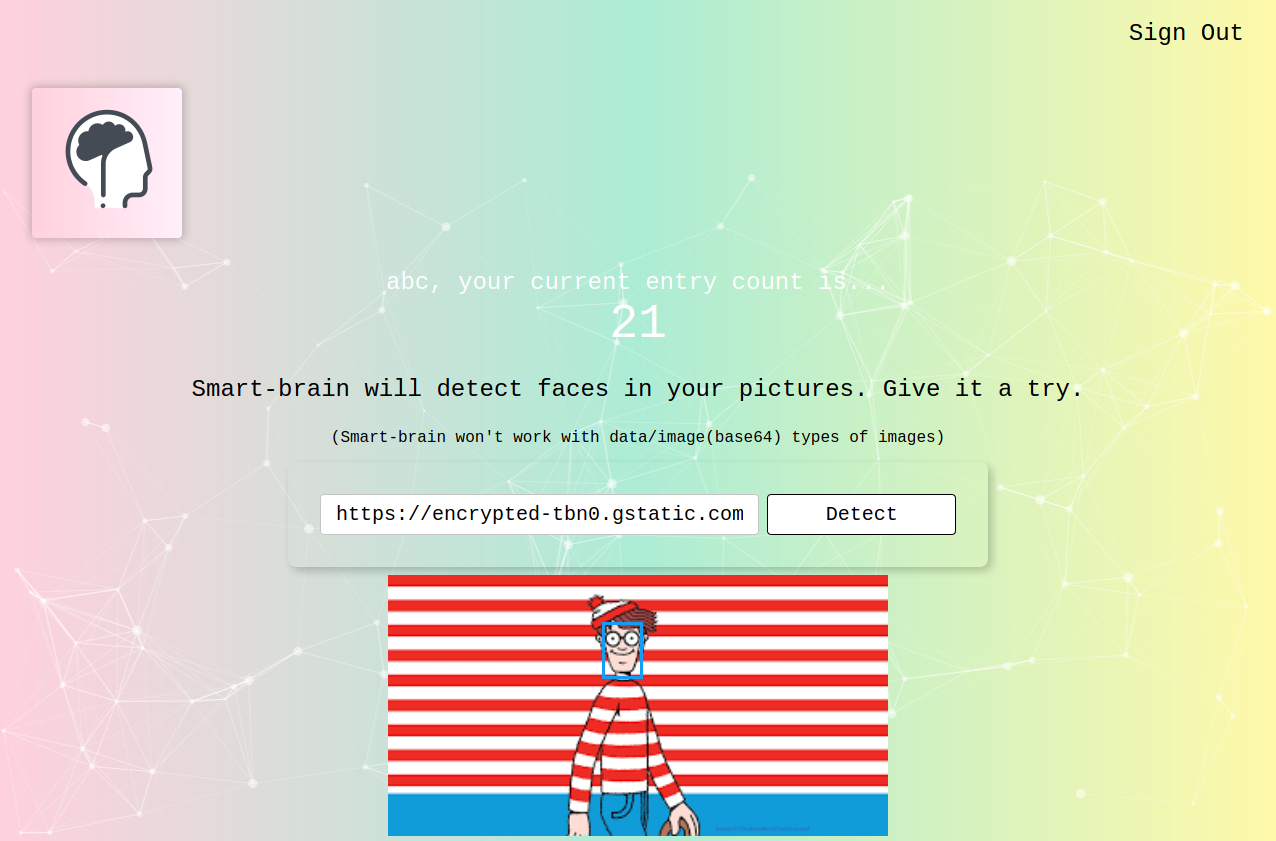 Sign Out
abc, your current entry count is...
21
Smart-brain will detect faces in your pictures. Give it a try.
(Smart-brain won't work with data/image(base64) types of images)
https://encrypted-tbn0.gstatic.com Detect